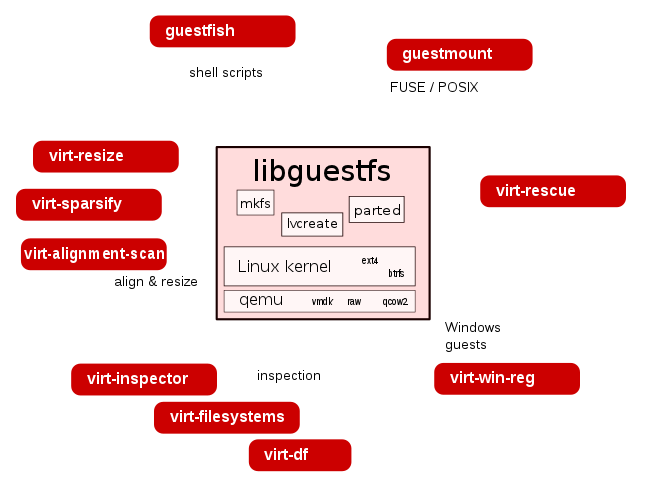 guestfish
shell scripts
guestmount
FUSE / POSIX
virt-resize
virt-sparsify
virt-alignment-scan
align & resize
libguestfs
mkfs
lvcreate
parted
Linux kernel
ext4
btrfs
qemu
vmdk
raw
qcow2
virt-rescue
Windows
guests
virt-win-reg
inspection
virt-inspector
virt-filesystems
virt-df